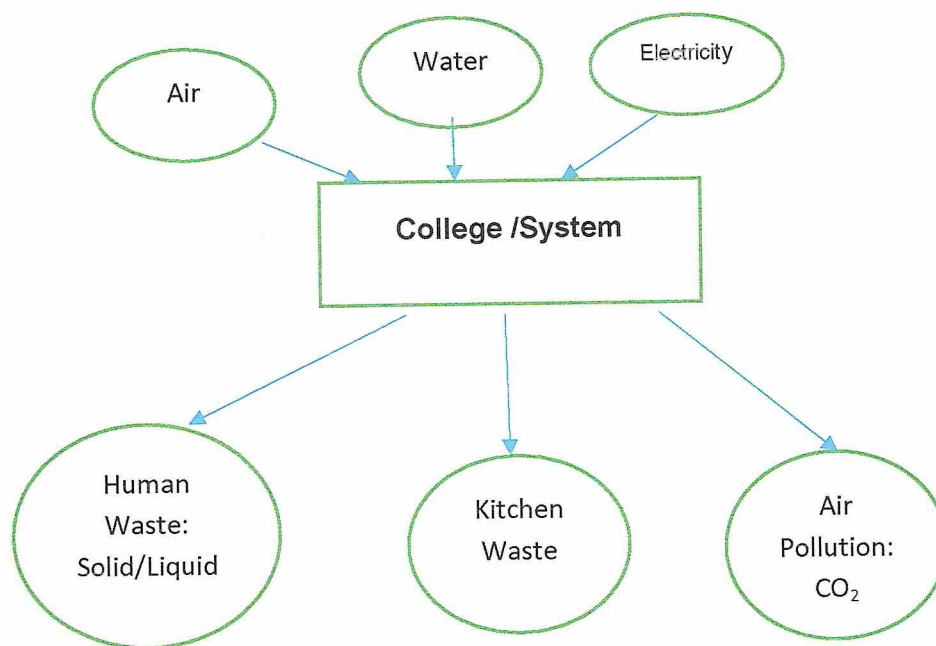 Air
Water
Electricity
College /System
Human
Waste:
Solid/Liquid
Kitchen
Waste
Air
Pollution:
CO₂